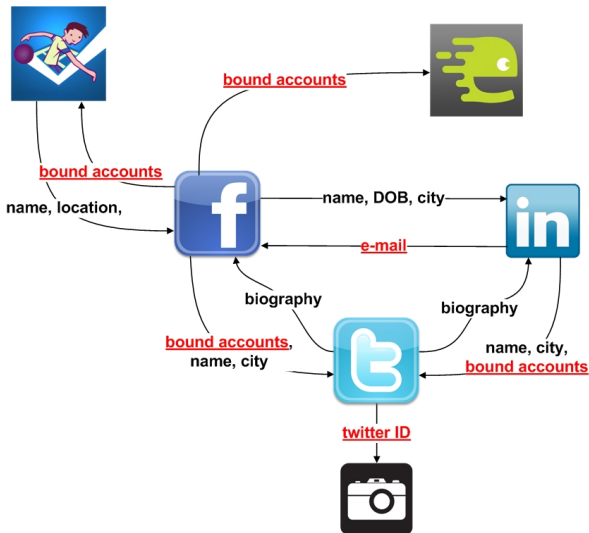 bound accounts
bound accounts
name, location,
f
name, DOB, city
in
e-mail
biography
biography
bound accounts,
name, city
t
name, city,
bound accounts
twitter ID